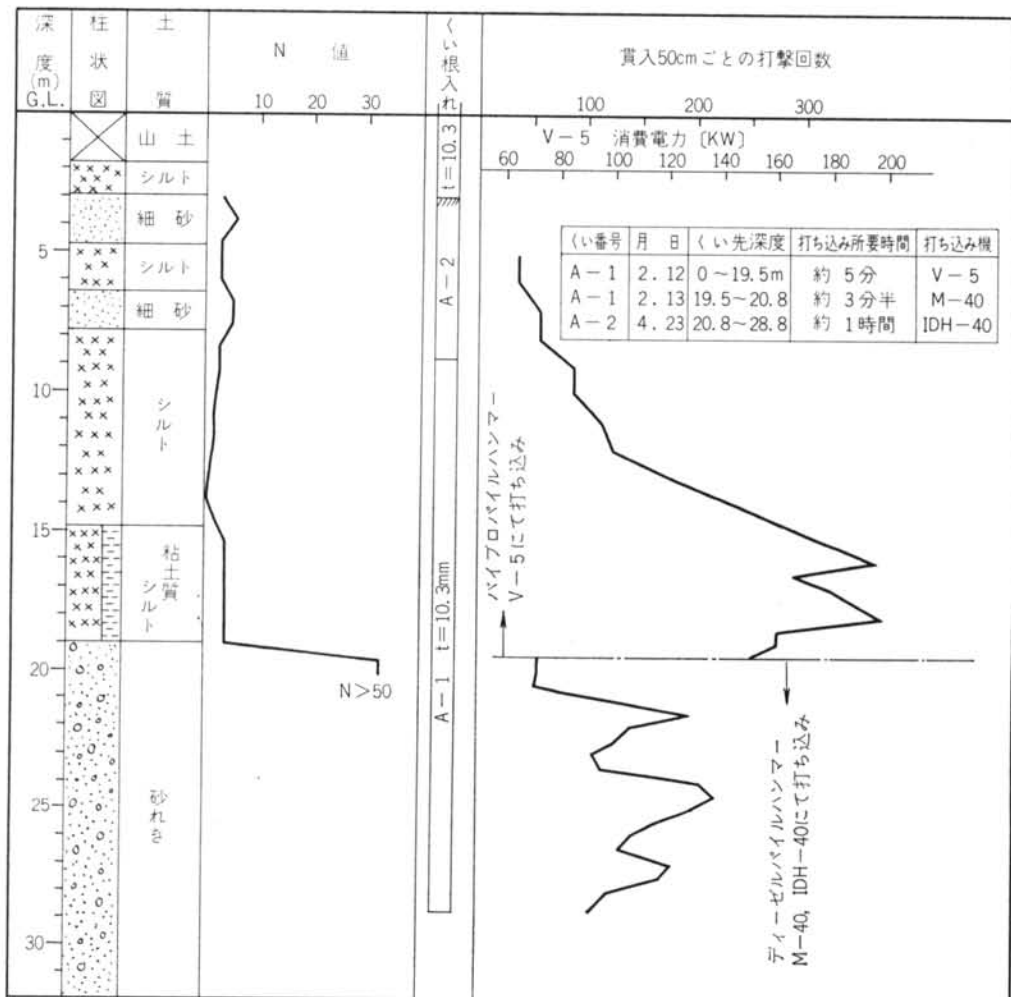 深度(m) G.L.
柱状図
土質
N 値
10 20 30
くい根入れ
貫入50cmごとの打撃回数
100 200 300
V-5 消費電力 〔KW〕
60 80 100 120 140 160 180 200
山土
シルト
細砂
シルト
細砂
シルト
粘土質シルト
砂れき
5
10
15
20
25
30
N>50
t=10.3
A-2
A-1 t=10.3mm
くい番号 月 日 くい先深度 打ち込み所要時間 打ち込み機
A-1 2.12 0~19.5m 約 5分 V-5
A-1 2.13 19.5~20.8 約 3分半 M-40
A-2 4.23 20.8~28.8 約 1時間 IDH-40
バイブロパイルハンマー
V-5にて打ち込み
ディーゼルパイルハンマー
M-40, IDH-40にて打ち込み